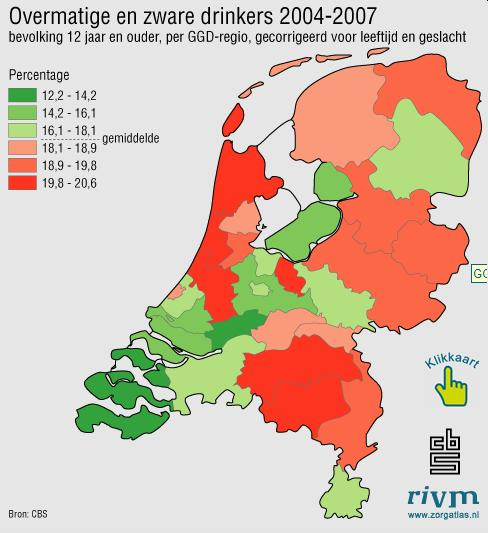 Overmatige en zware drinkers 2004-2007
bevolking 12 jaar en ouder, per GGD-regio, gecorrigeerd voor leeftijd en geslacht
Percentage
12,2 - 14,2
14,2 - 16,1
16,1 - 18,1
gemiddelde
18,1 - 18,9
18,9 - 19,8
19,8 - 20,6
GG
Klikkaart
cbs
rivm
www.zorgatlas.nl
Bron: CBS